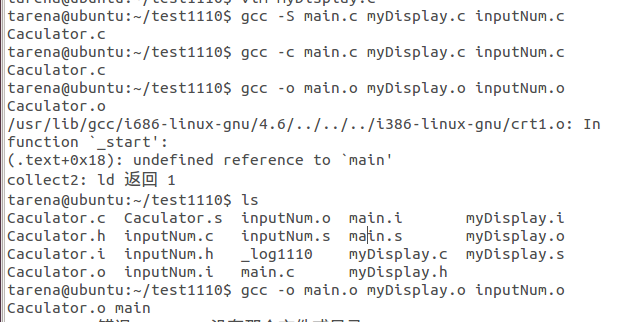 tarena@ubuntu:~/test1110$ gcc -S main.c myDisplay.c inputNum.c
Caculator.c
tarena@ubuntu:~/test1110$ gcc -c main.c myDisplay.c inputNum.c
Caculator.c
tarena@ubuntu:~/test1110$ gcc -o main.o myDisplay.o inputNum.o
Caculator.o
/usr/lib/gcc/i686-linux-gnu/4.6/../../../i386-linux-gnu/crt1.o: In
function `_start':
(.text+0x18): undefined reference to `main'
collect2: ld 返回 1
tarena@ubuntu:~/test1110$ ls
Caculator.c Caculator.s inputNum.o main.i myDisplay.i
Caculator.h inputNum.c inputNum.s main.s myDisplay.o
Caculator.i inputNum.h _log1110 myDisplay.c myDisplay.s
Caculator.o inputNum.i main.c myDisplay.h
tarena@ubuntu:~/test1110$ gcc -o main.o myDisplay.o inputNum.o
Caculator.o main